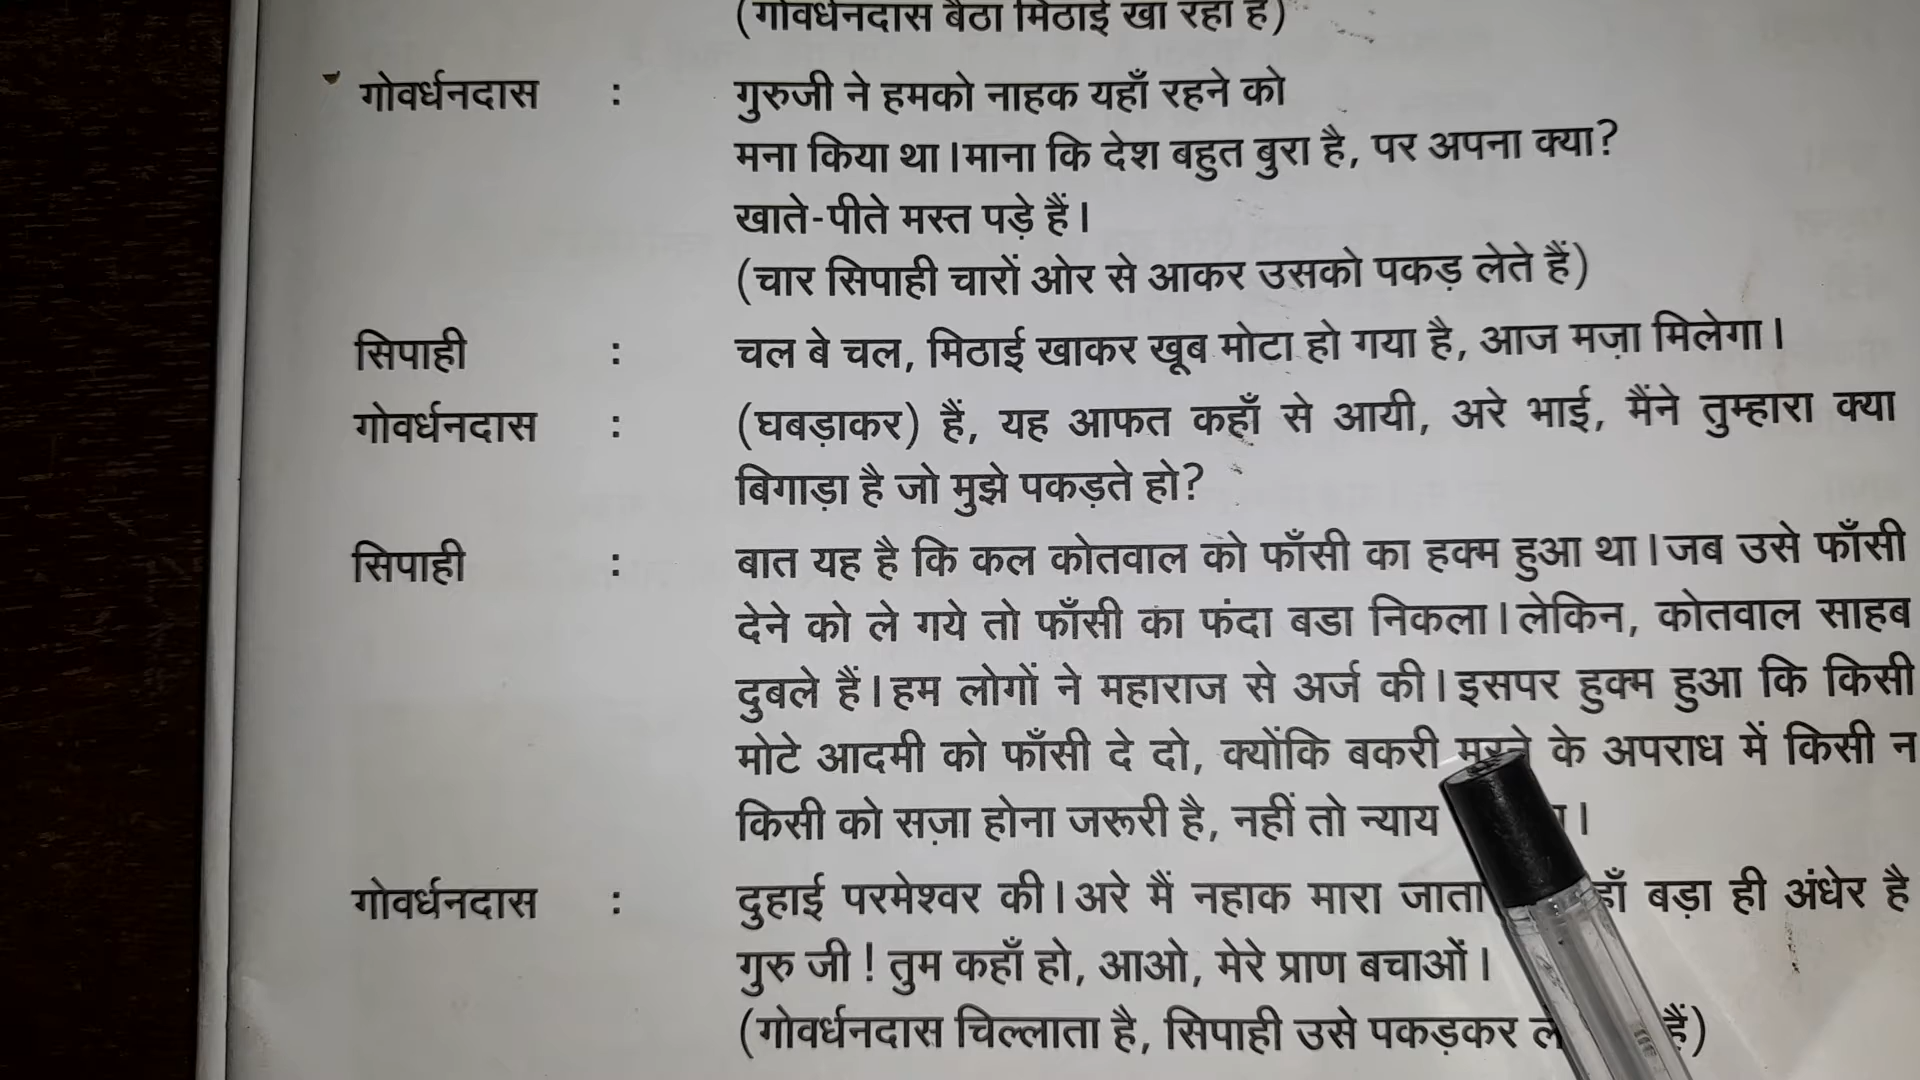 (गोवर्धनदास बैठा मिठाई खा रहा है)
गोवर्धनदास : गुरुजी ने हमको नाहक यहाँ रहने को
मना किया था।माना कि देश बहुत बुरा है, पर अपना क्या?
खाते-पीते मस्त पड़े हैं।
(चार सिपाही चारों ओर से आकर उसको पकड़ लेते हैं)
सिपाही : चल बे चल, मिठाई खाकर खूब मोटा हो गया है, आज मज़ा मिलेगा।
गोवर्धनदास : (घबड़ाकर) हैं, यह आफत कहाँ से आयी, अरे भाई, मैंने तुम्हारा क्या
बिगाड़ा है जो मुझे पकड़ते हो?
सिपाही : बात यह है कि कल कोतवाल को फाँसी का हक्म हुआ था।जब उसे फाँसी
देने को ले गये तो फाँसी का फंदा बडा निकला।लेकिन, कोतवाल साहब
दुबले हैं।हम लोगों ने महाराज से अर्ज की।इसपर हुक्म हुआ कि किसी
मोटे आदमी को फाँसी दे दो, क्योंकि बकरी मरने के अपराध में किसी न
किसी को सज़ा होना जरूरी है, नहीं तो न्याय ।
गोवर्धनदास : दुहाई परमेश्वर की।अरे मैं नहाक मारा जाता बड़ा ही अंधेर है
गुरु जी ! तुम कहाँ हो, आओ, मेरे प्राण बचाओं।
(गोवर्धनदास चिल्लाता है, सिपाही उसे पकड़कर हैं)